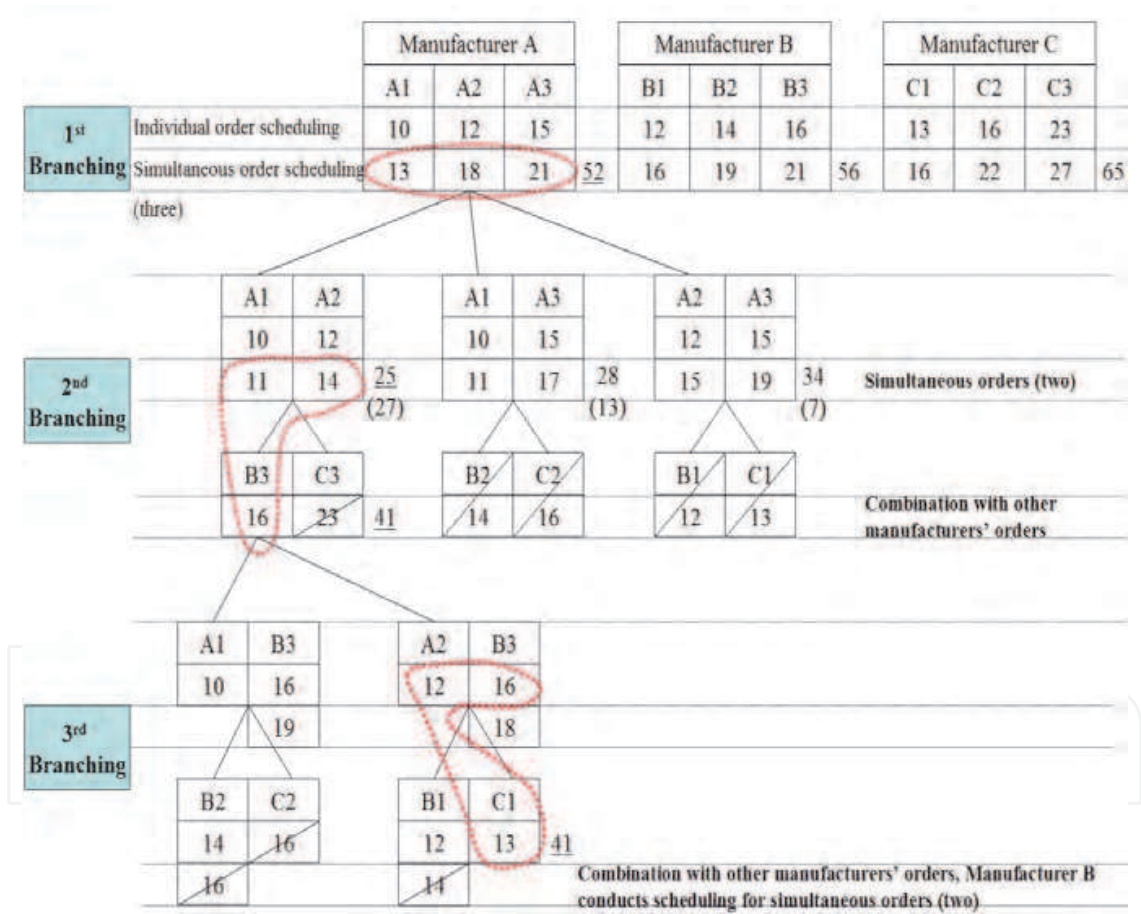 Manufacturer A Manufacturer B Manufacturer C
A1 A2 A3 B1 B2 B3 C1 C2 C3
1st Branching
Individual order scheduling 10 12 15 12 14 16 13 16 23
Simultaneous order scheduling 13 18 21 52 16 19 21 56 16 22 27 65
(three)
A1 A2 A1 A3 A2 A3
10 12 10 15 12 15
2nd Branching
11 14 25 11 17 28 15 19 34 Simultaneous orders (two)
(27) (13) (7)
B3 C3 B2 C2 B1 C1
16 23 41 14 16 12 13
Combination with other
manufacturers' orders
A1 B3 A2 B3
10 16 12 16
3rd Branching
19 18
B2 C2 B1 C1
14 16 12 13 41
16 14
Combination with other manufacturers' orders, Manufacturer B
conducts scheduling for simultaneous orders (two)